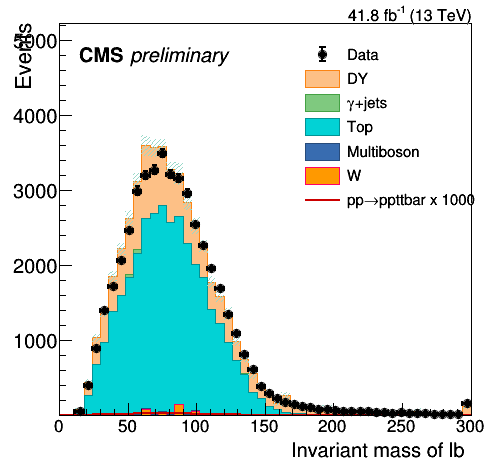 41.8 fb⁻¹ (13 TeV)
Events
CMS preliminary
Data
DY
γ+jets
Top
Multiboson
W
pp→ppttbar x 1000
5000
4000
3000
2000
1000
0 50 100 150 200 250 300
Invariant mass of lb